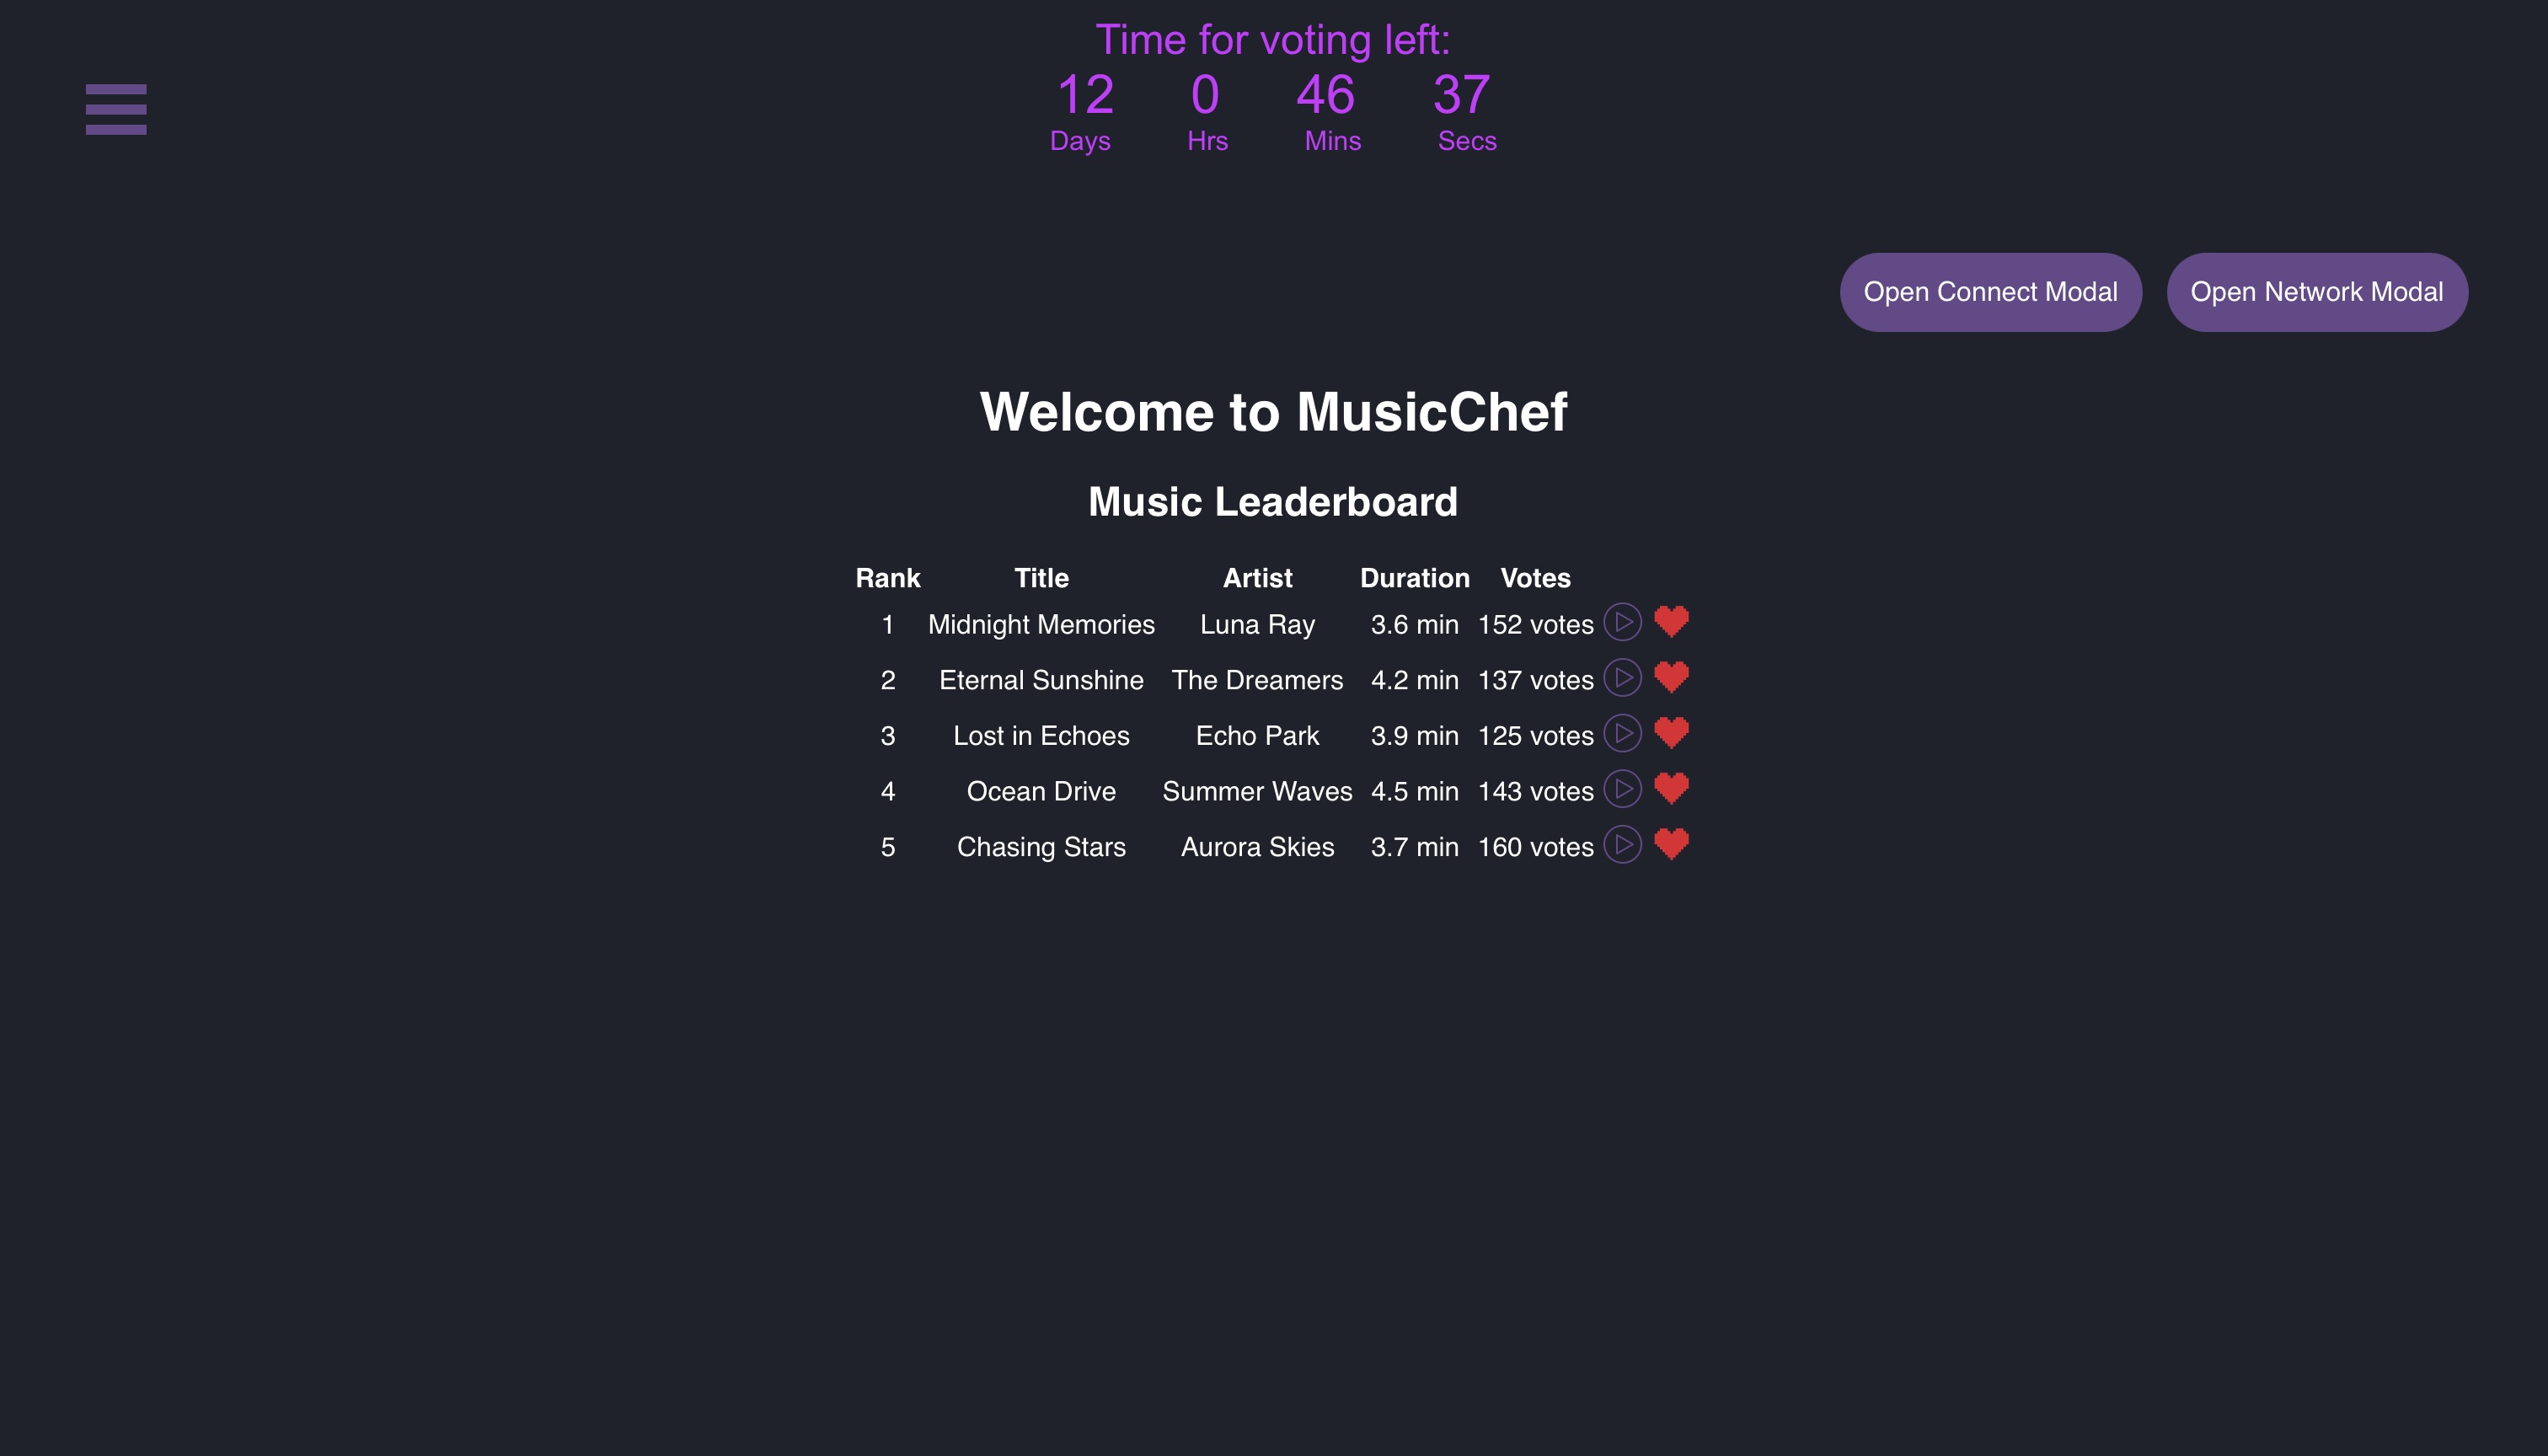 Time for voting left:
12 0 46 37
Days Hrs Mins Secs
Open Connect Modal Open Network Modal
Welcome to MusicChef
Music Leaderboard
Rank Title Artist Duration Votes
1 Midnight Memories Luna Ray 3.6 min 152 votes
2 Eternal Sunshine The Dreamers 4.2 min 137 votes
3 Lost in Echoes Echo Park 3.9 min 125 votes
4 Ocean Drive Summer Waves 4.5 min 143 votes
5 Chasing Stars Aurora Skies 3.7 min 160 votes